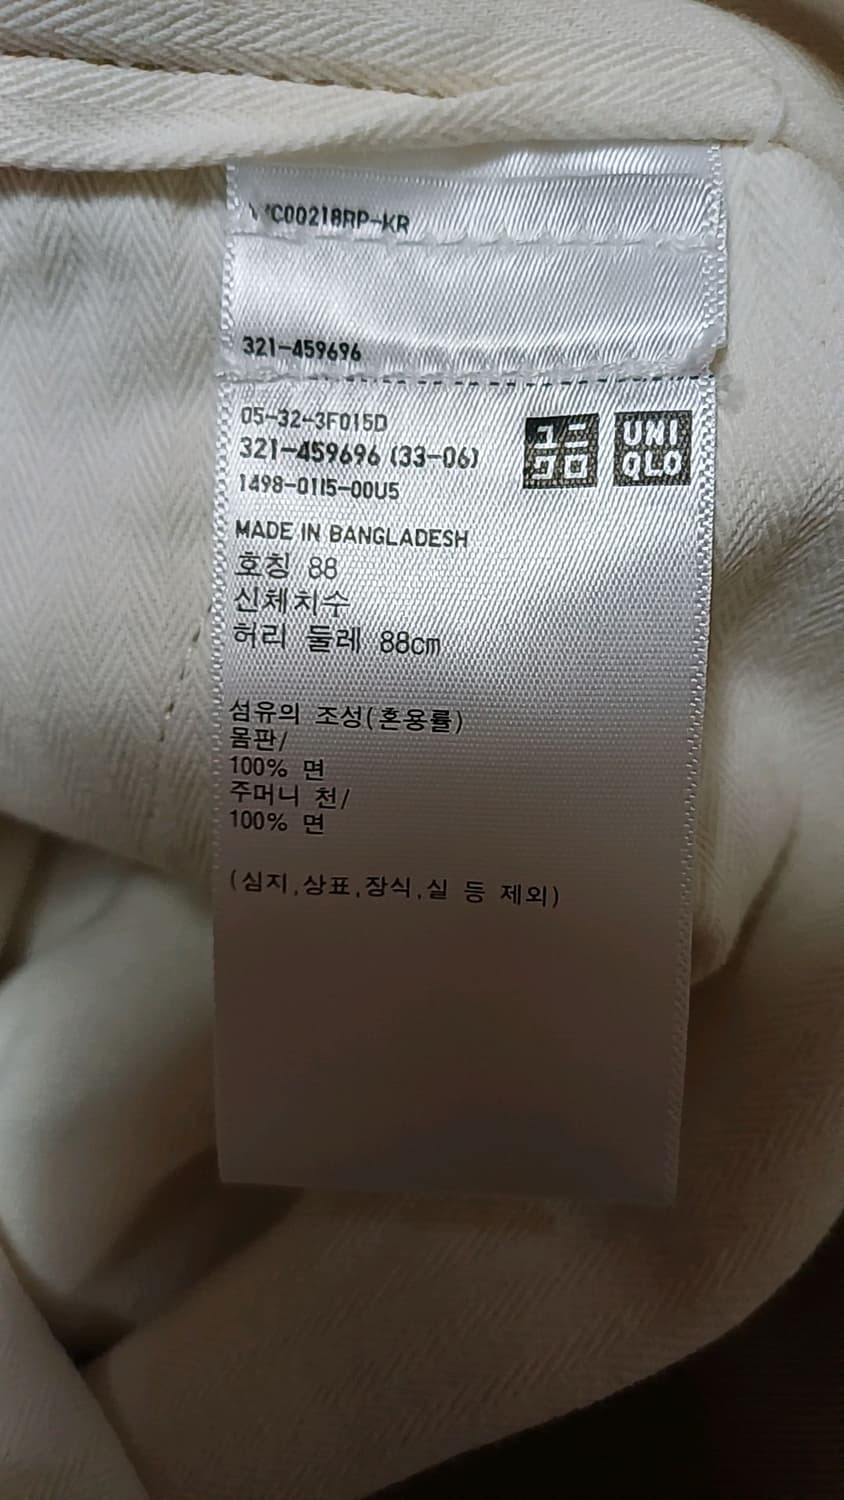 C00218RP-KR
321-459696
05-32-3F015D
321-459696 (33-06)
1498-0115-00U5
ユニ
クロ
UNI
QLO
MADE IN BANGLADESH
호칭 88
신체치수
허리 둘레 88cm
섬유의 조성(혼용률)
몸판/
100% 면
주머니 천/
100% 면
(심지,상표,장식,실 등 제외)